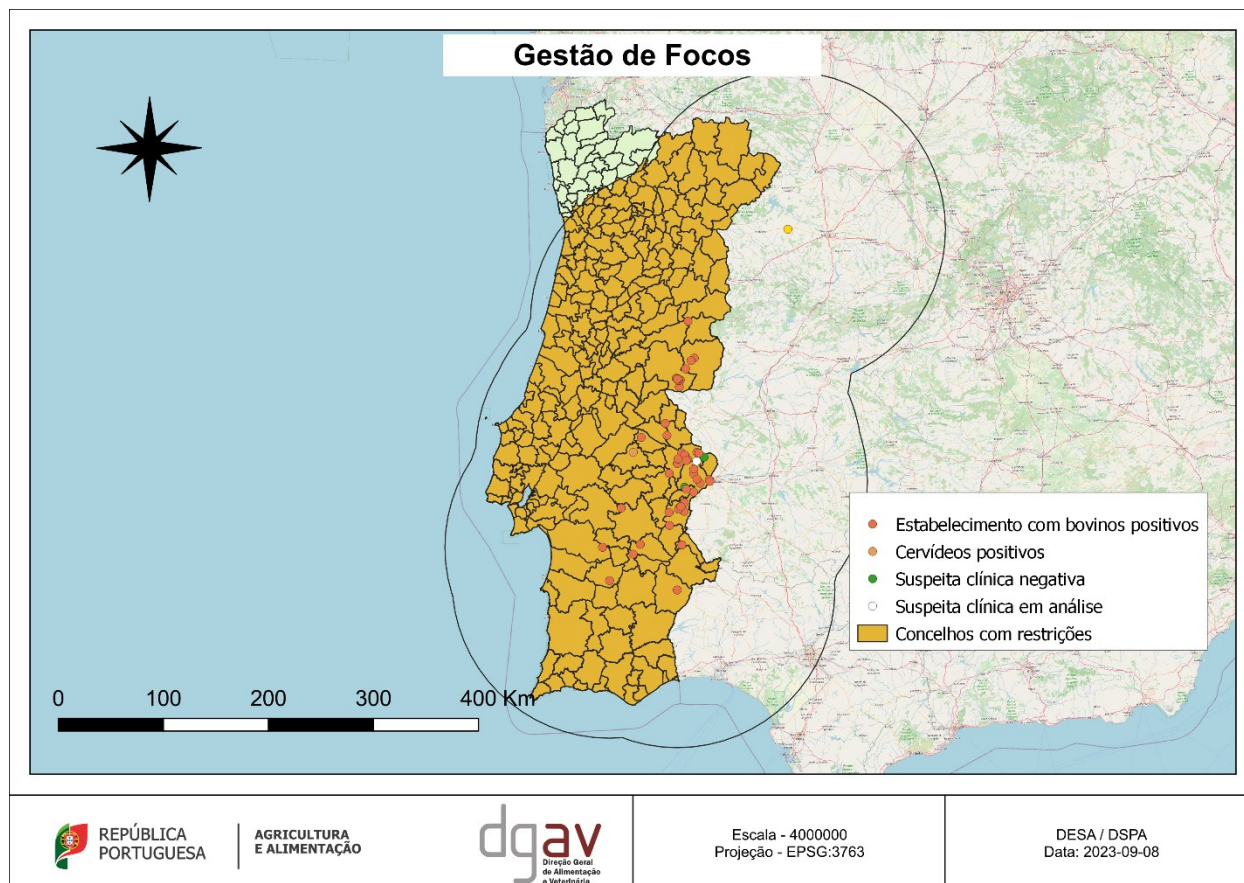 Gestão de Focos
Estabelecimento com bovinos positivos
Cervídeos positivos
Suspeita clínica negativa
Suspeita clínica em análise
Concelhos com restrições
0 100 200 300 400 Km
REPÚBLICA
PORTUGUESA
AGRICULTURA
E ALIMENTAÇÃO
dgav
Direção Geral
de Alimentação
e Veterinária
Escala - 4000000
Projeção - EPSG:3763
DESA / DSPA
Data: 2023-09-08